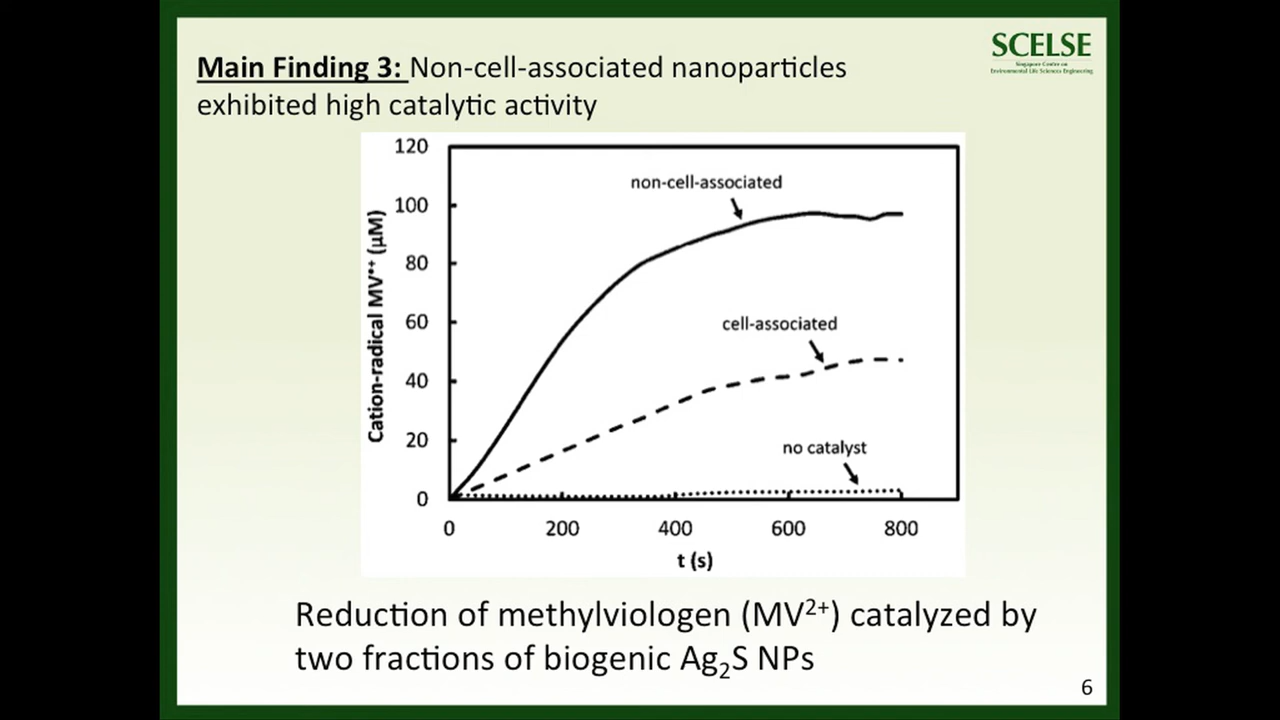 SCELSE
Singapore Centre on
Environmental Life Sciences Engineering
Main Finding 3: Non-cell-associated nanoparticles
exhibited high catalytic activity
120
100
80
60
40
20
0
Cation-radical MV•+ (μM)
non-cell-associated
cell-associated
no catalyst
0 200 400 600 800
t (s)
Reduction of methylviologen (MV²⁺) catalyzed by
two fractions of biogenic Ag₂S NPs
6